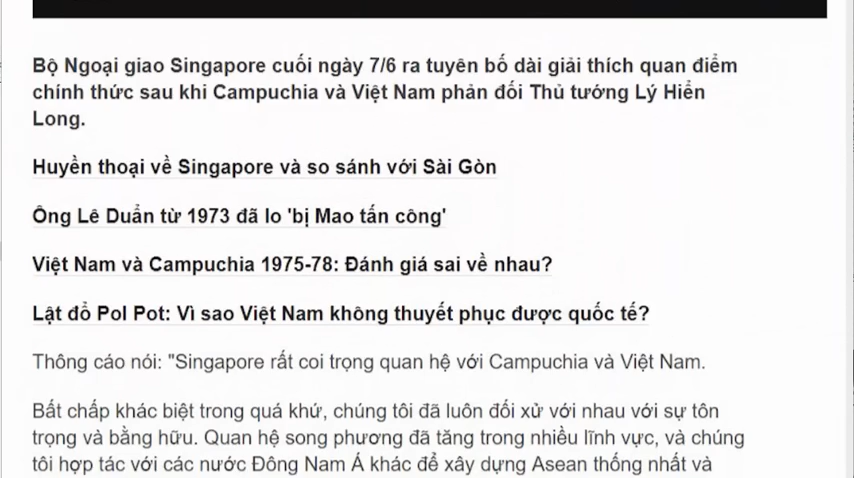 Bộ Ngoại giao Singapore cuối ngày 7/6 ra tuyên bố dài giải thích quan điểm
chính thức sau khi Campuchia và Việt Nam phản đối Thủ tướng Lý Hiển
Long.
Huyền thoại về Singapore và so sánh với Sài Gòn
Ông Lê Duẩn từ 1973 đã lo 'bị Mao tấn công'
Việt Nam và Campuchia 1975-78: Đánh giá sai về nhau?
Lật đổ Pol Pot: Vì sao Việt Nam không thuyết phục được quốc tế?
Thông cáo nói: "Singapore rất coi trọng quan hệ với Campuchia và Việt Nam.
Bất chấp khác biệt trong quá khứ, chúng tôi đã luôn đối xử với nhau với sự tôn
trọng và bằng hữu. Quan hệ song phương đã tăng trong nhiều lĩnh vực, và chúng
tôi hợp tác với các nước Đông Nam Á khác để xây dựng Asean thống nhất và